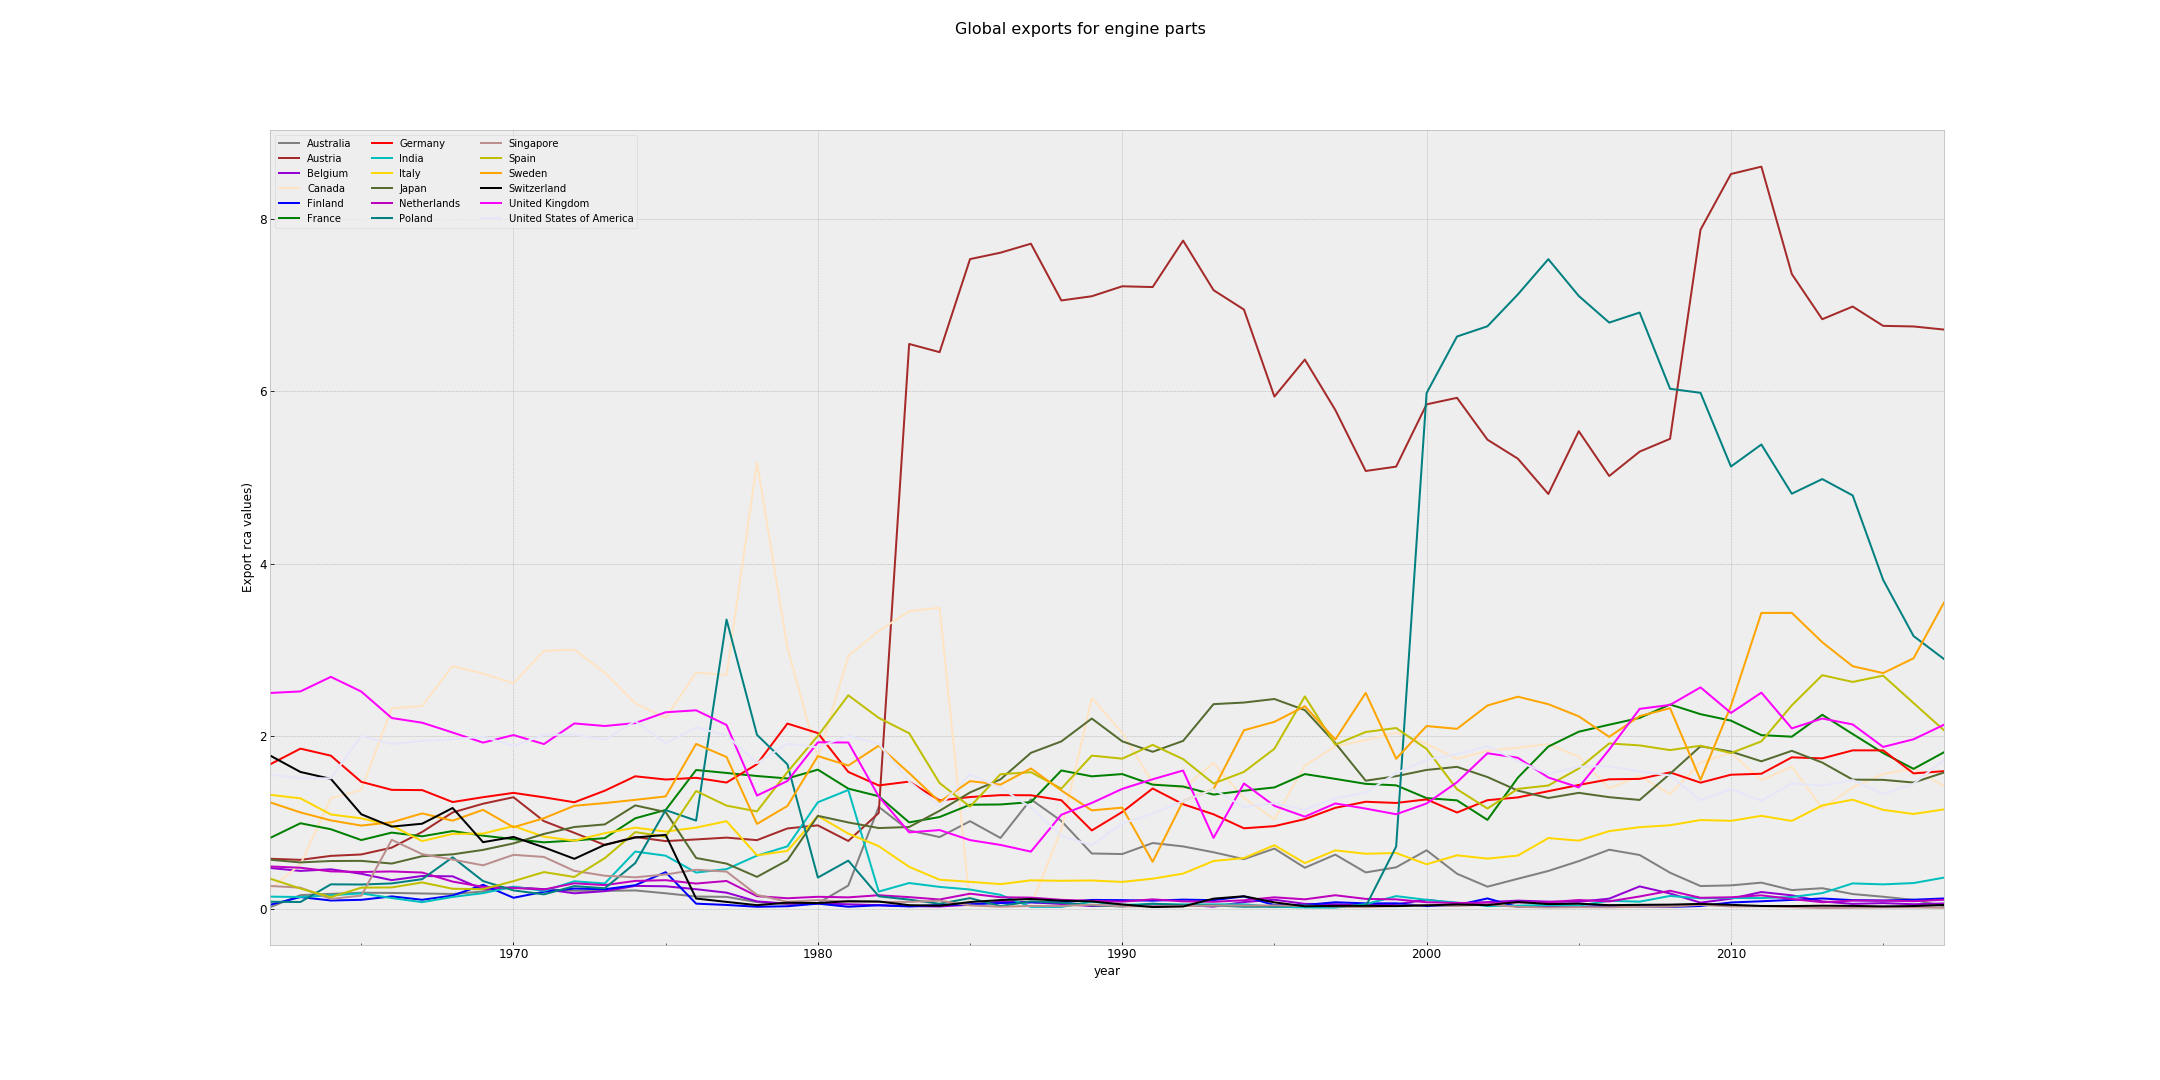 Global exports for engine parts
Australia
Austria
Belgium
Canada
Finland
France
Germany
India
Italy
Japan
Netherlands
Poland
Singapore
Spain
Sweden
Switzerland
United Kingdom
United States of America
8
6
4
2
0
Export rca values)
1970
1980
1990
2000
2010
year